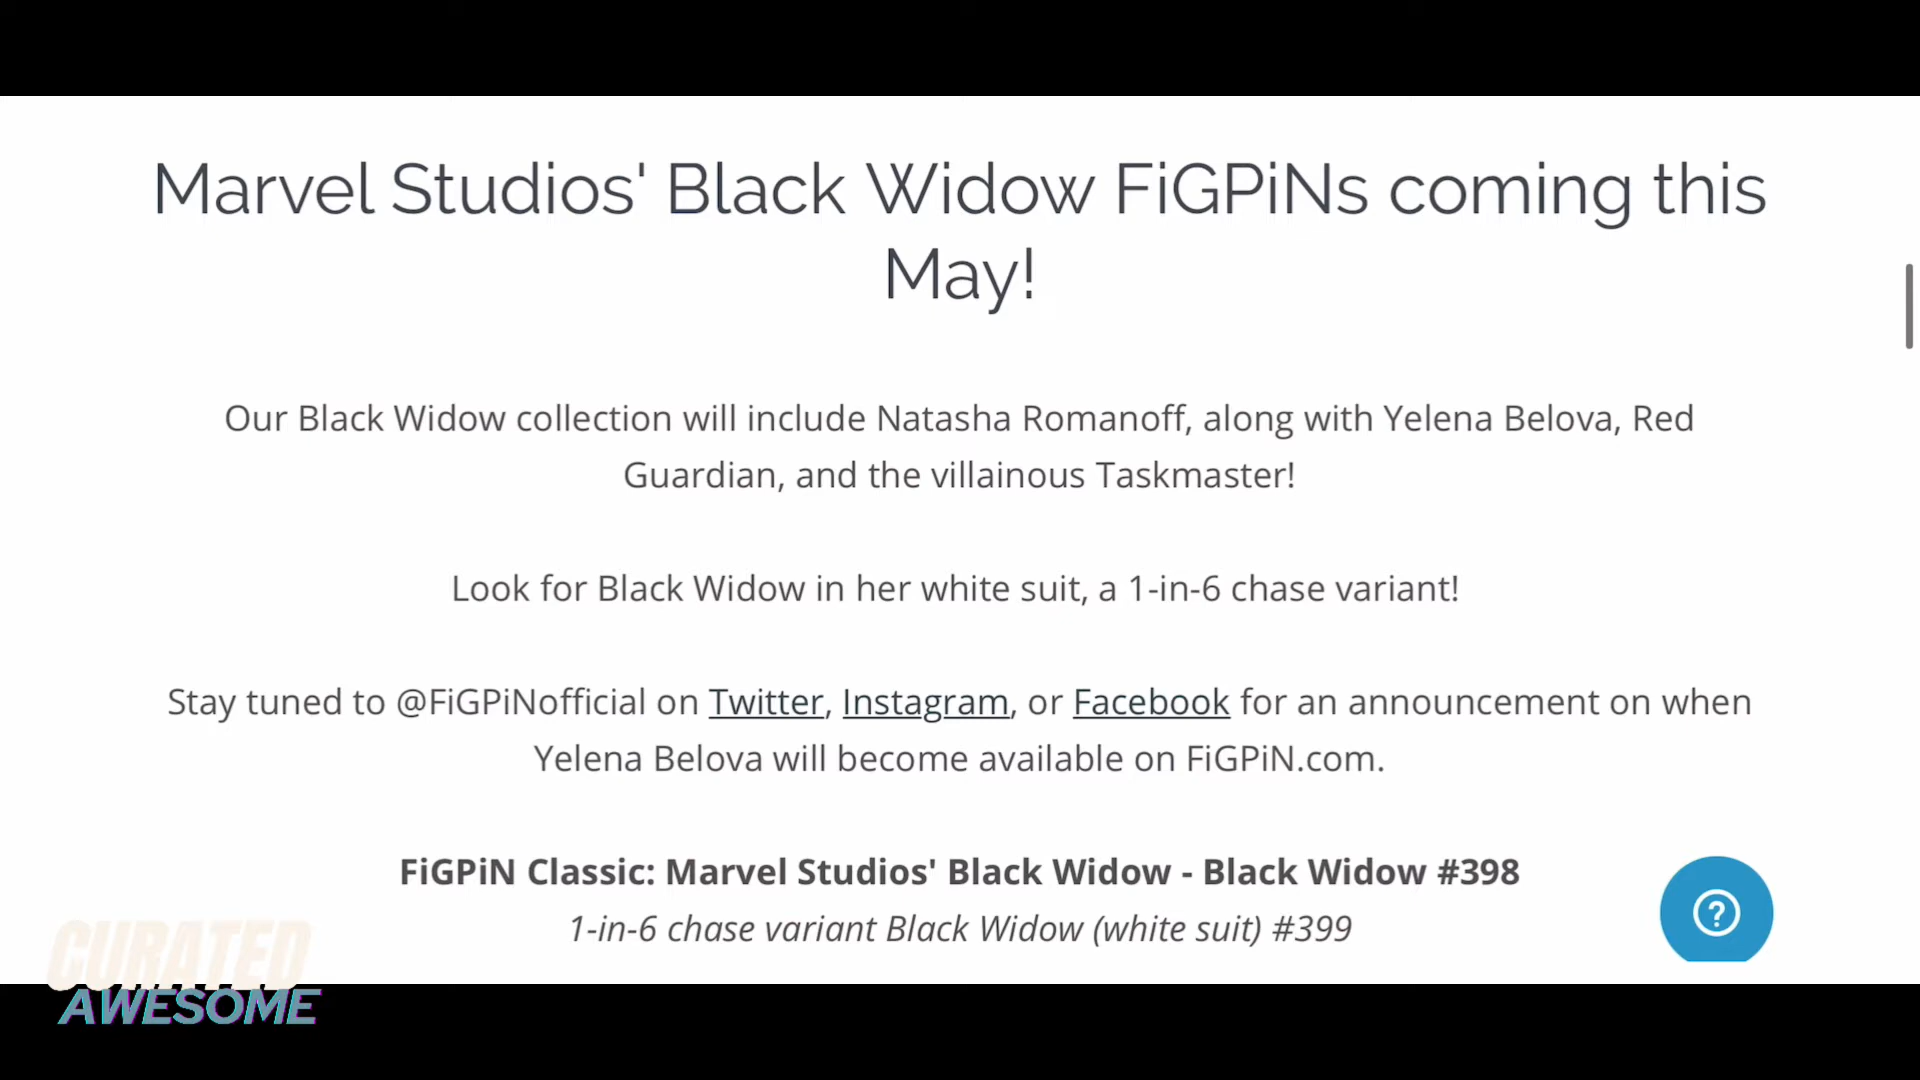 Marvel Studios' Black Widow FiGPiNs coming this
May!
Our Black Widow collection will include Natasha Romanoff, along with Yelena Belova, Red
Guardian, and the villainous Taskmaster!
Look for Black Widow in her white suit, a 1-in-6 chase variant!
Stay tuned to @FiGPiNofficial on Twitter, Instagram, or Facebook for an announcement on when
Yelena Belova will become available on FiGPiN.com.
FiGPiN Classic: Marvel Studios' Black Widow - Black Widow #398
1-in-6 chase variant Black Widow (white suit) #399
?
CURATED
AWESOME